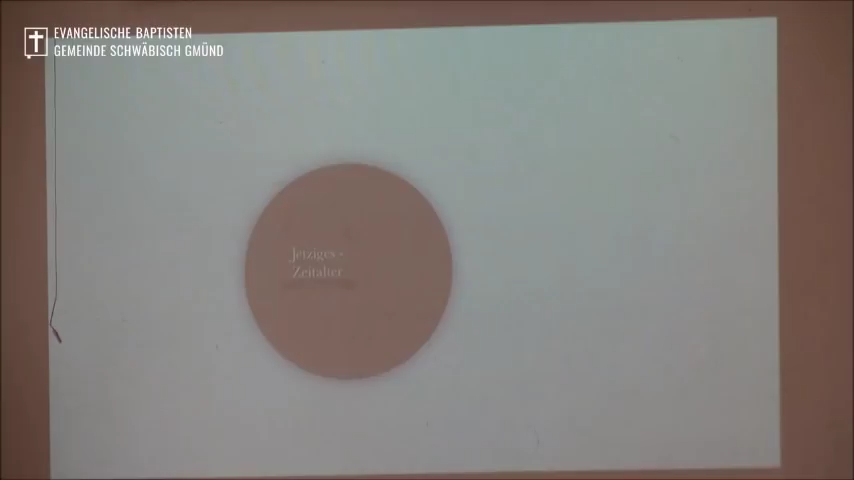 EVANGELISCHE BAPTISTEN
GEMEINDE SCHWÄBISCH GMÜND
Jetziges -
Zeitalter